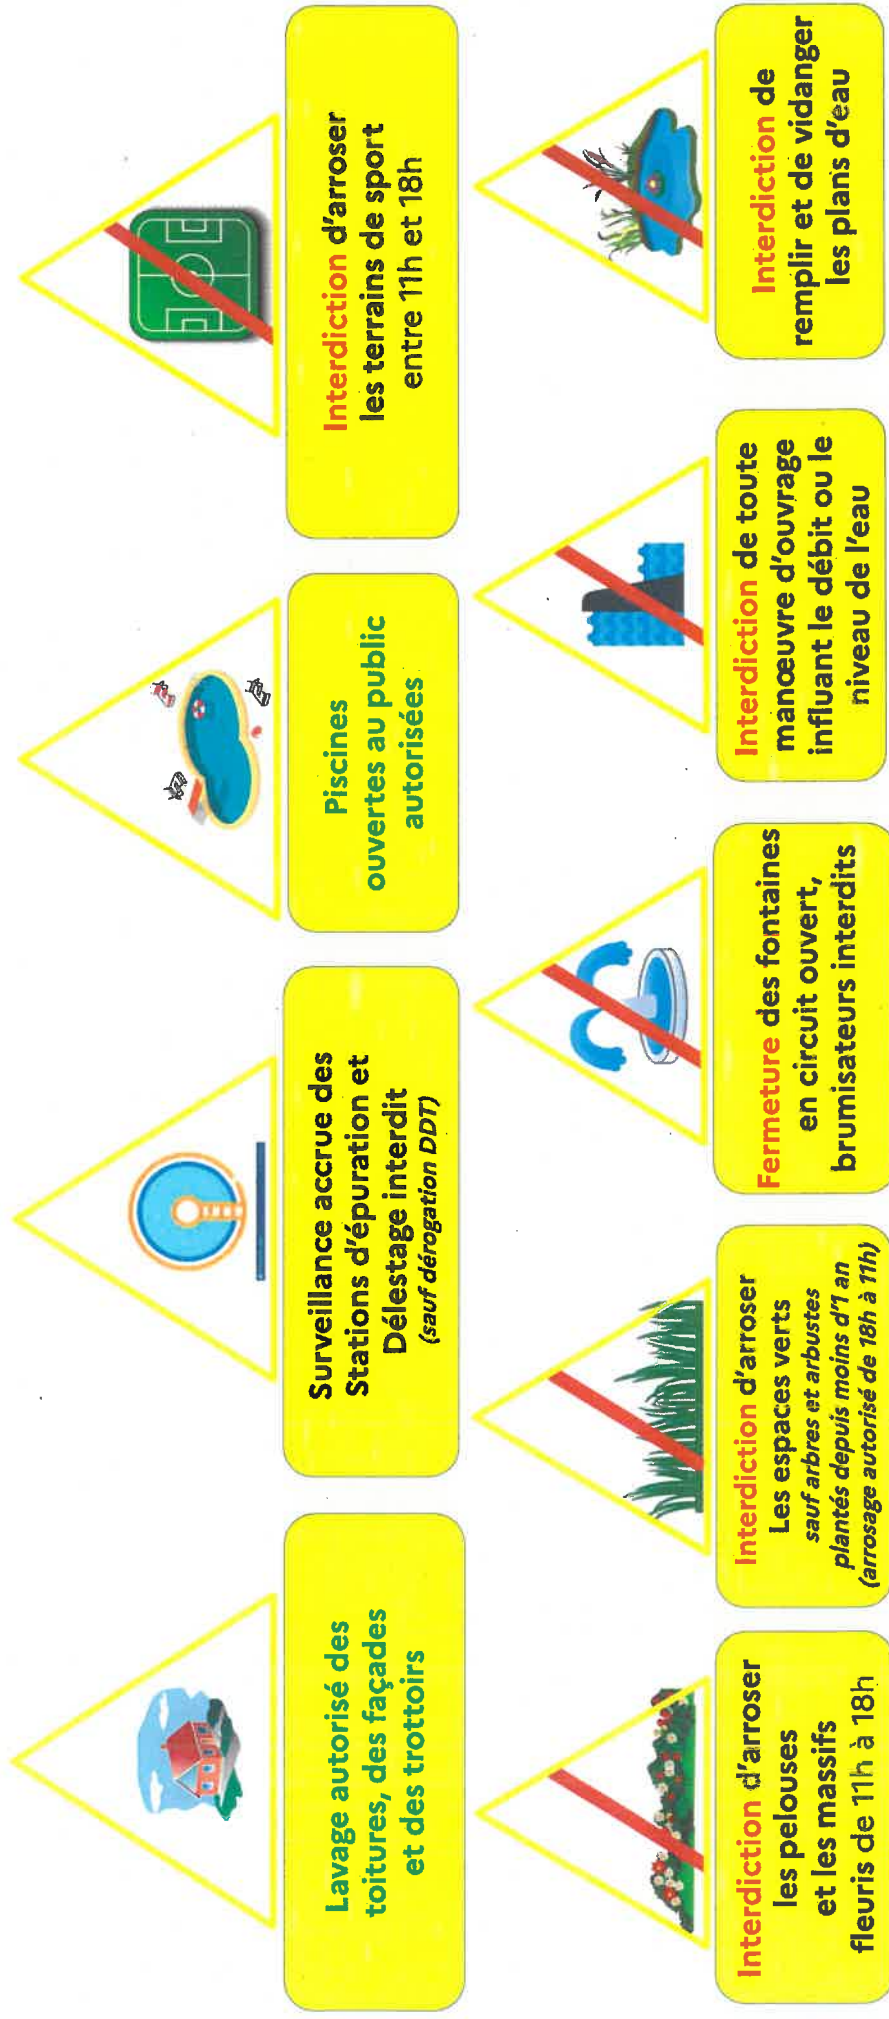 Lavage autorisé des
toitures, des façades
et des trottoirs
Surveillance accrue des
Stations d'épuration et
Délestage interdit
(sauf dérogation DDT)
Piscines
ouvertes au public
autorisées
Interdiction d'arroser
les terrains de sport
entre 11h et 18h
Interdiction d'arroser
les pelouses
et les massifs
fleuris de 11h à 18h
Interdiction d'arroser
Les espaces verts
sauf arbres et arbustes
plantés depuis moins d'1 an
(arrosage autorisé de 18h à 11h)
Fermeture des fontaines
en circuit ouvert,
brumisateurs interdits
Interdiction de toute
manœuvre d'ouvrage
influant le débit ou le
niveau de l'eau
Interdiction de
remplir et de vidanger
les plans d'eau